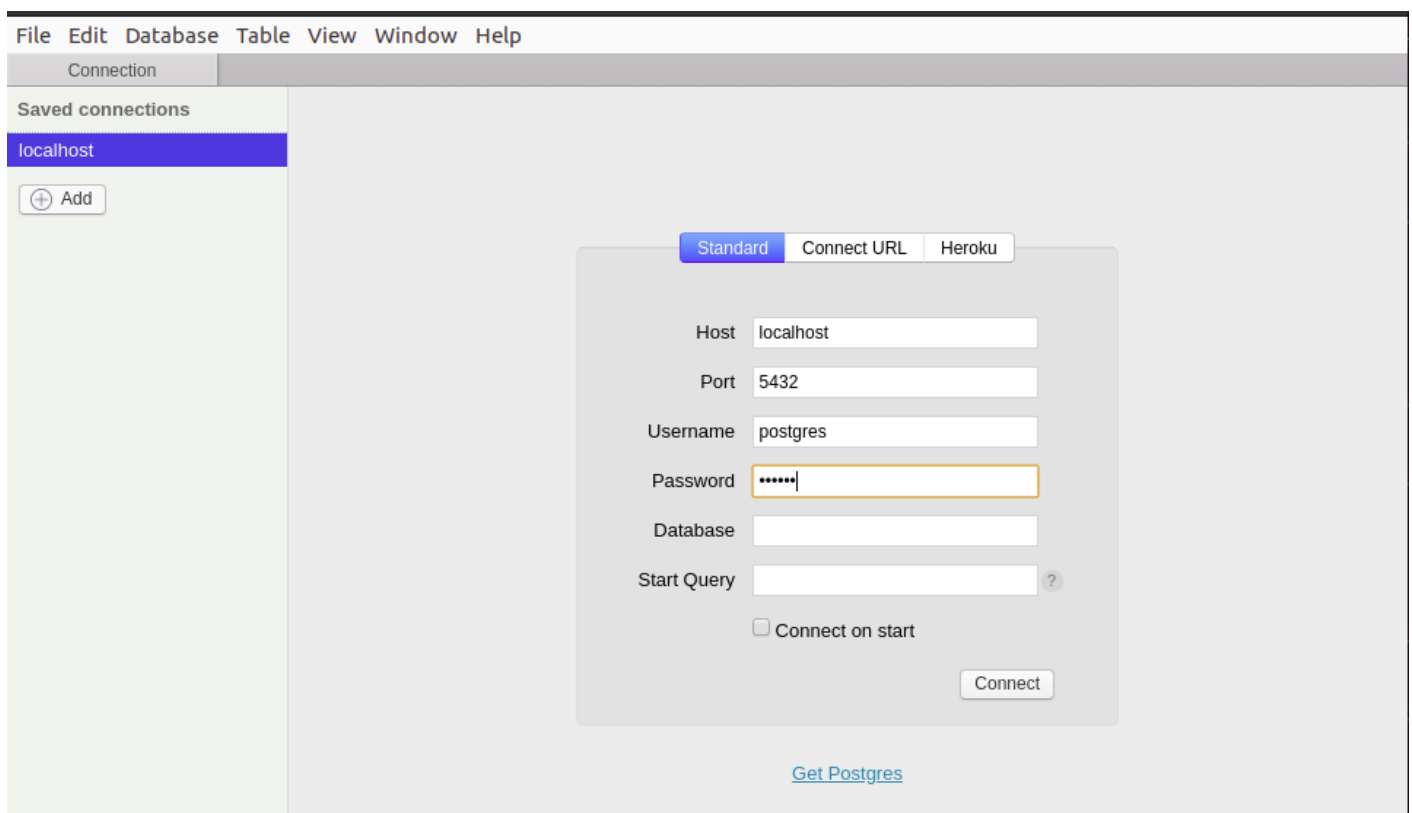 File Edit Database Table View Window Help
Connection
Saved connections
localhost
Add
Standard Connect URL Heroku
Host localhost
Port 5432
Username postgres
Password ••••••
Database
Start Query ?
Connect on start
Connect
Get Postgres